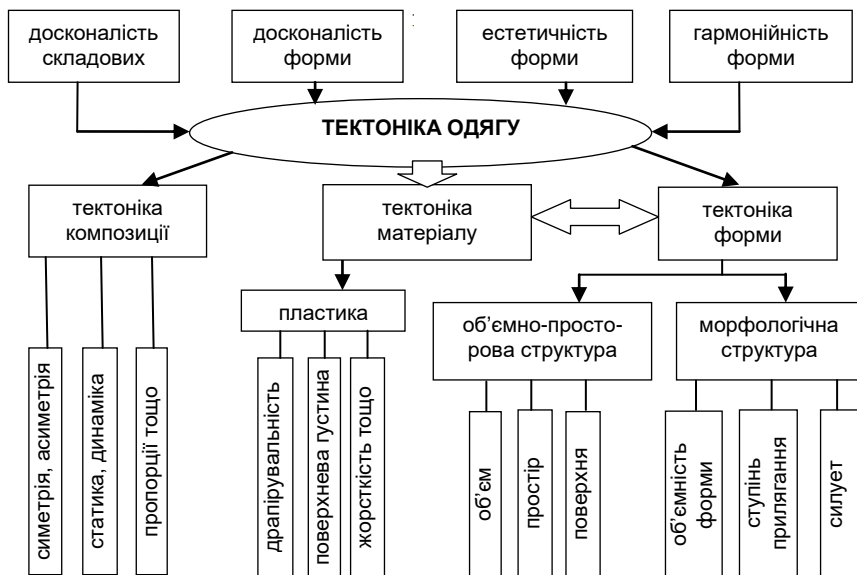 досконалість
складових
досконалість
форми
естетичність
форми
гармонійність
форми
ТЕКТОНІКА ОДЯГУ
тектоніка
композиції
тектоніка
матеріалу
тектоніка
форми
пластика
об’ємно-просто-
рова структура
морфологічна
структура
симетрія, асиметрія
статика, динаміка
пропорції тощо
драпірувальність
поверхнева густина
жорсткість тощо
об’єм
простір
поверхня
об’ємність
форми
ступінь
прилягання
силует